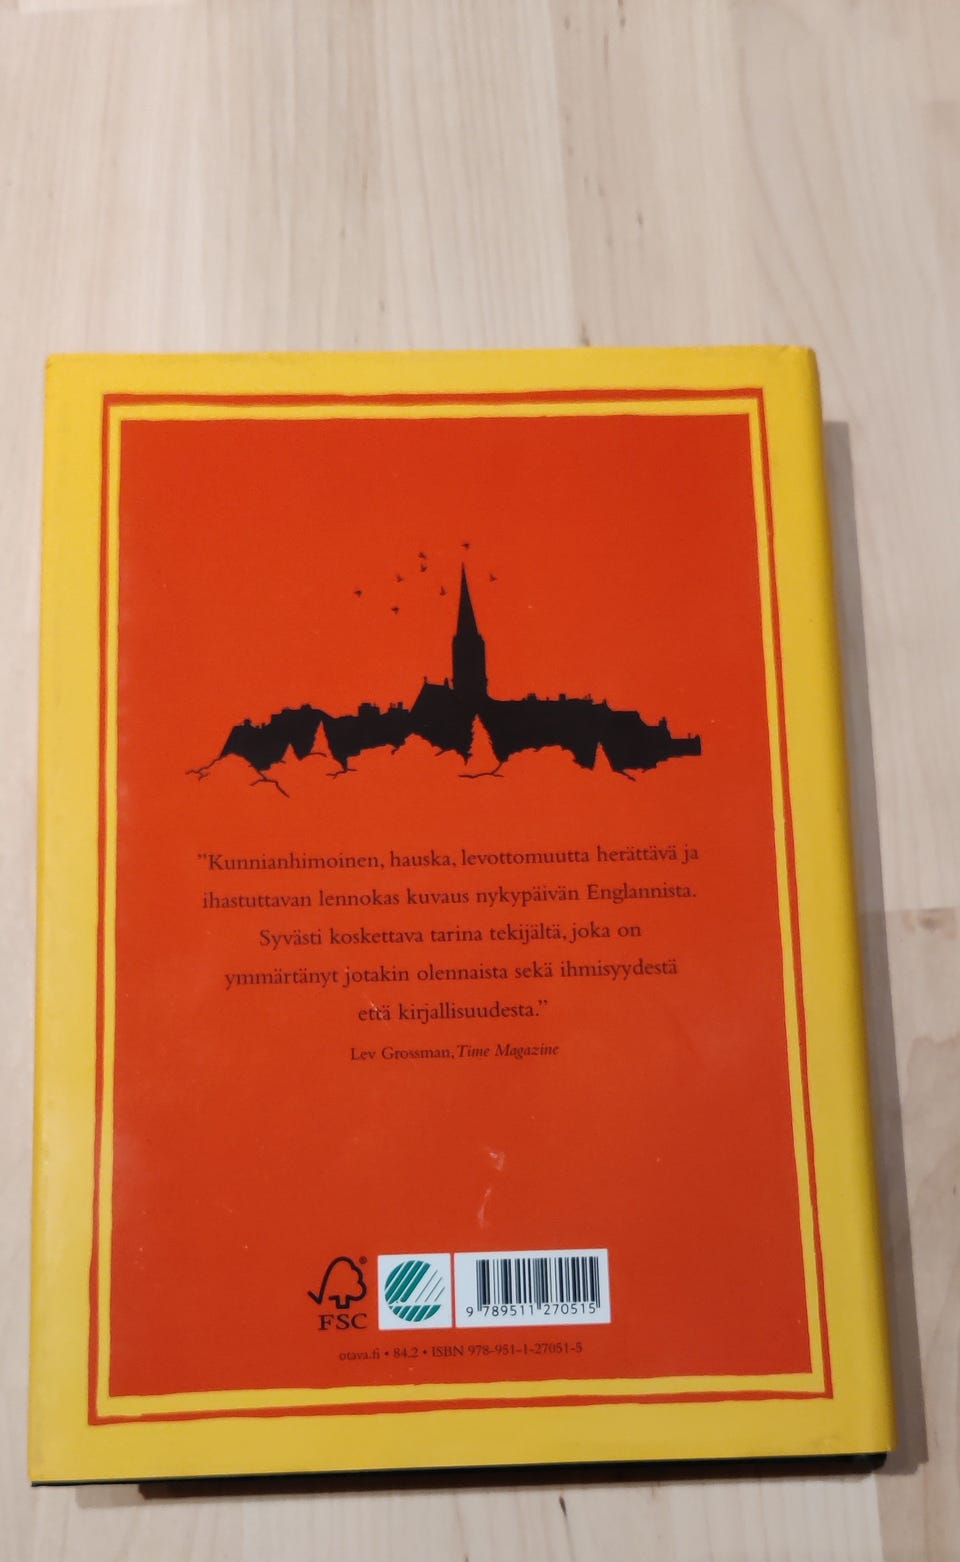 ”Kunnianhimoinen, hauska, levottomuutta herättävä ja
ihastuttavan lennokas kuvaus nykypäivän Englannista.
Syvästi koskettava tarina tekijältä, joka on
ymmärtänyt jotakin olennaista sekä ihmisyydestä
että kirjallisuudesta.”
Lev Grossman, Time Magazine
FSC®
9 789511 270515
otava.fi • 84.2 • ISBN 978-951-1-27051-5